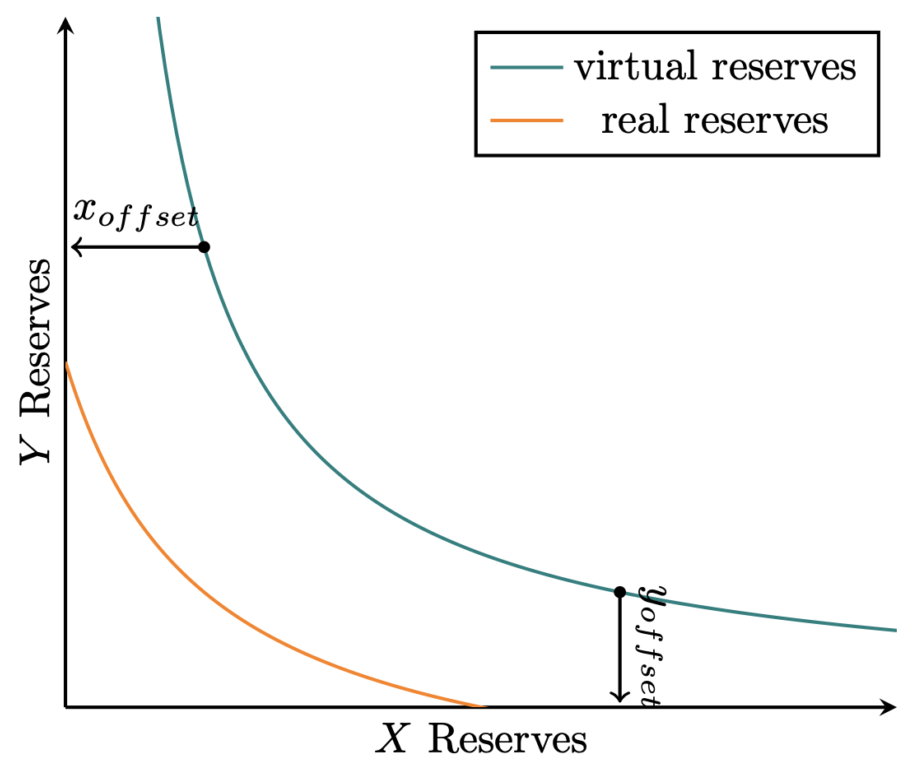 virtual reserves
real reserves
x_offset
Y Reserves
y_offset
X Reserves